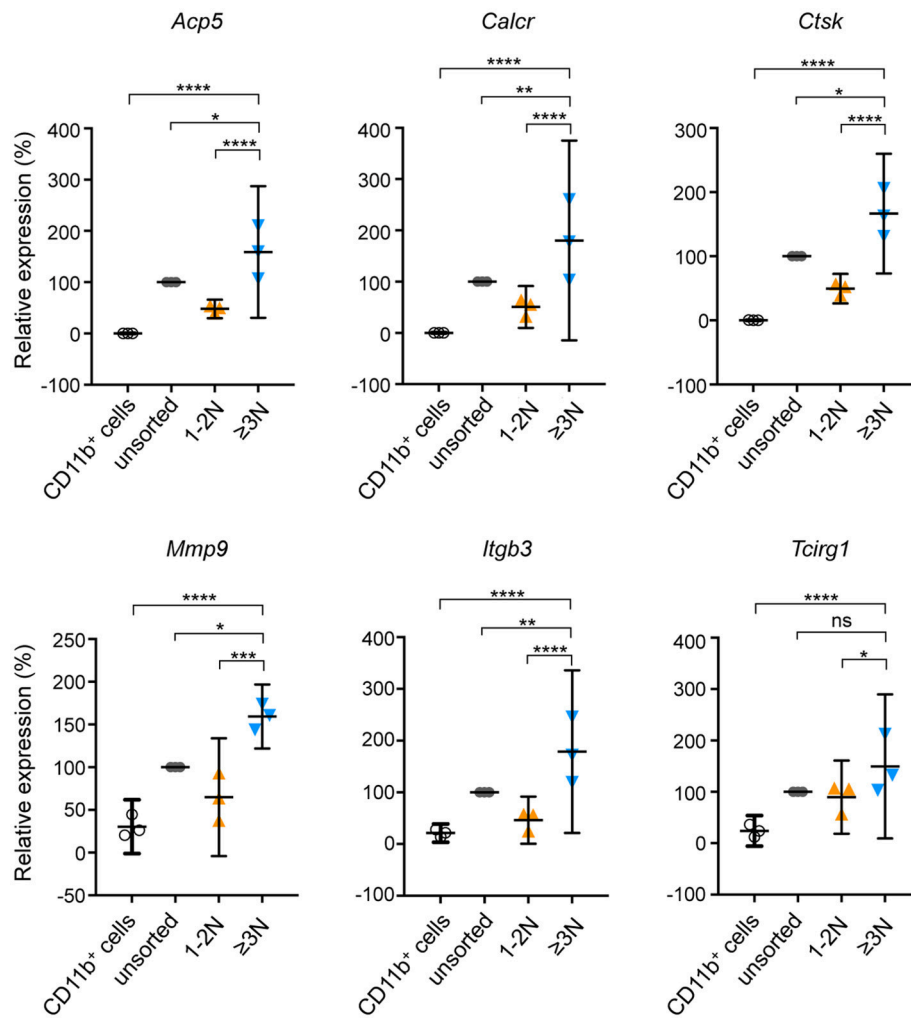 Acp5
Calcr
Ctsk
****
*
****
****
**
****
****
*
****
Relative expression (%)
400
300
200
100
0
-100
400
300
200
100
0
-100
300
200
100
0
-100
CD11b⁺ cells
unsorted
1-2N
≥3N
CD11b⁺ cells
unsorted
1-2N
≥3N
CD11b⁺ cells
unsorted
1-2N
≥3N
Mmp9
Itgb3
Tcirg1
****
*
***
****
**
****
****
ns
*
Relative expression (%)
250
200
150
100
50
0
-50
400
300
200
100
0
-100
400
300
200
100
0
-100
CD11b⁺ cells
unsorted
1-2N
≥3N
CD11b⁺ cells
unsorted
1-2N
≥3N
CD11b⁺ cells
unsorted
1-2N
≥3N